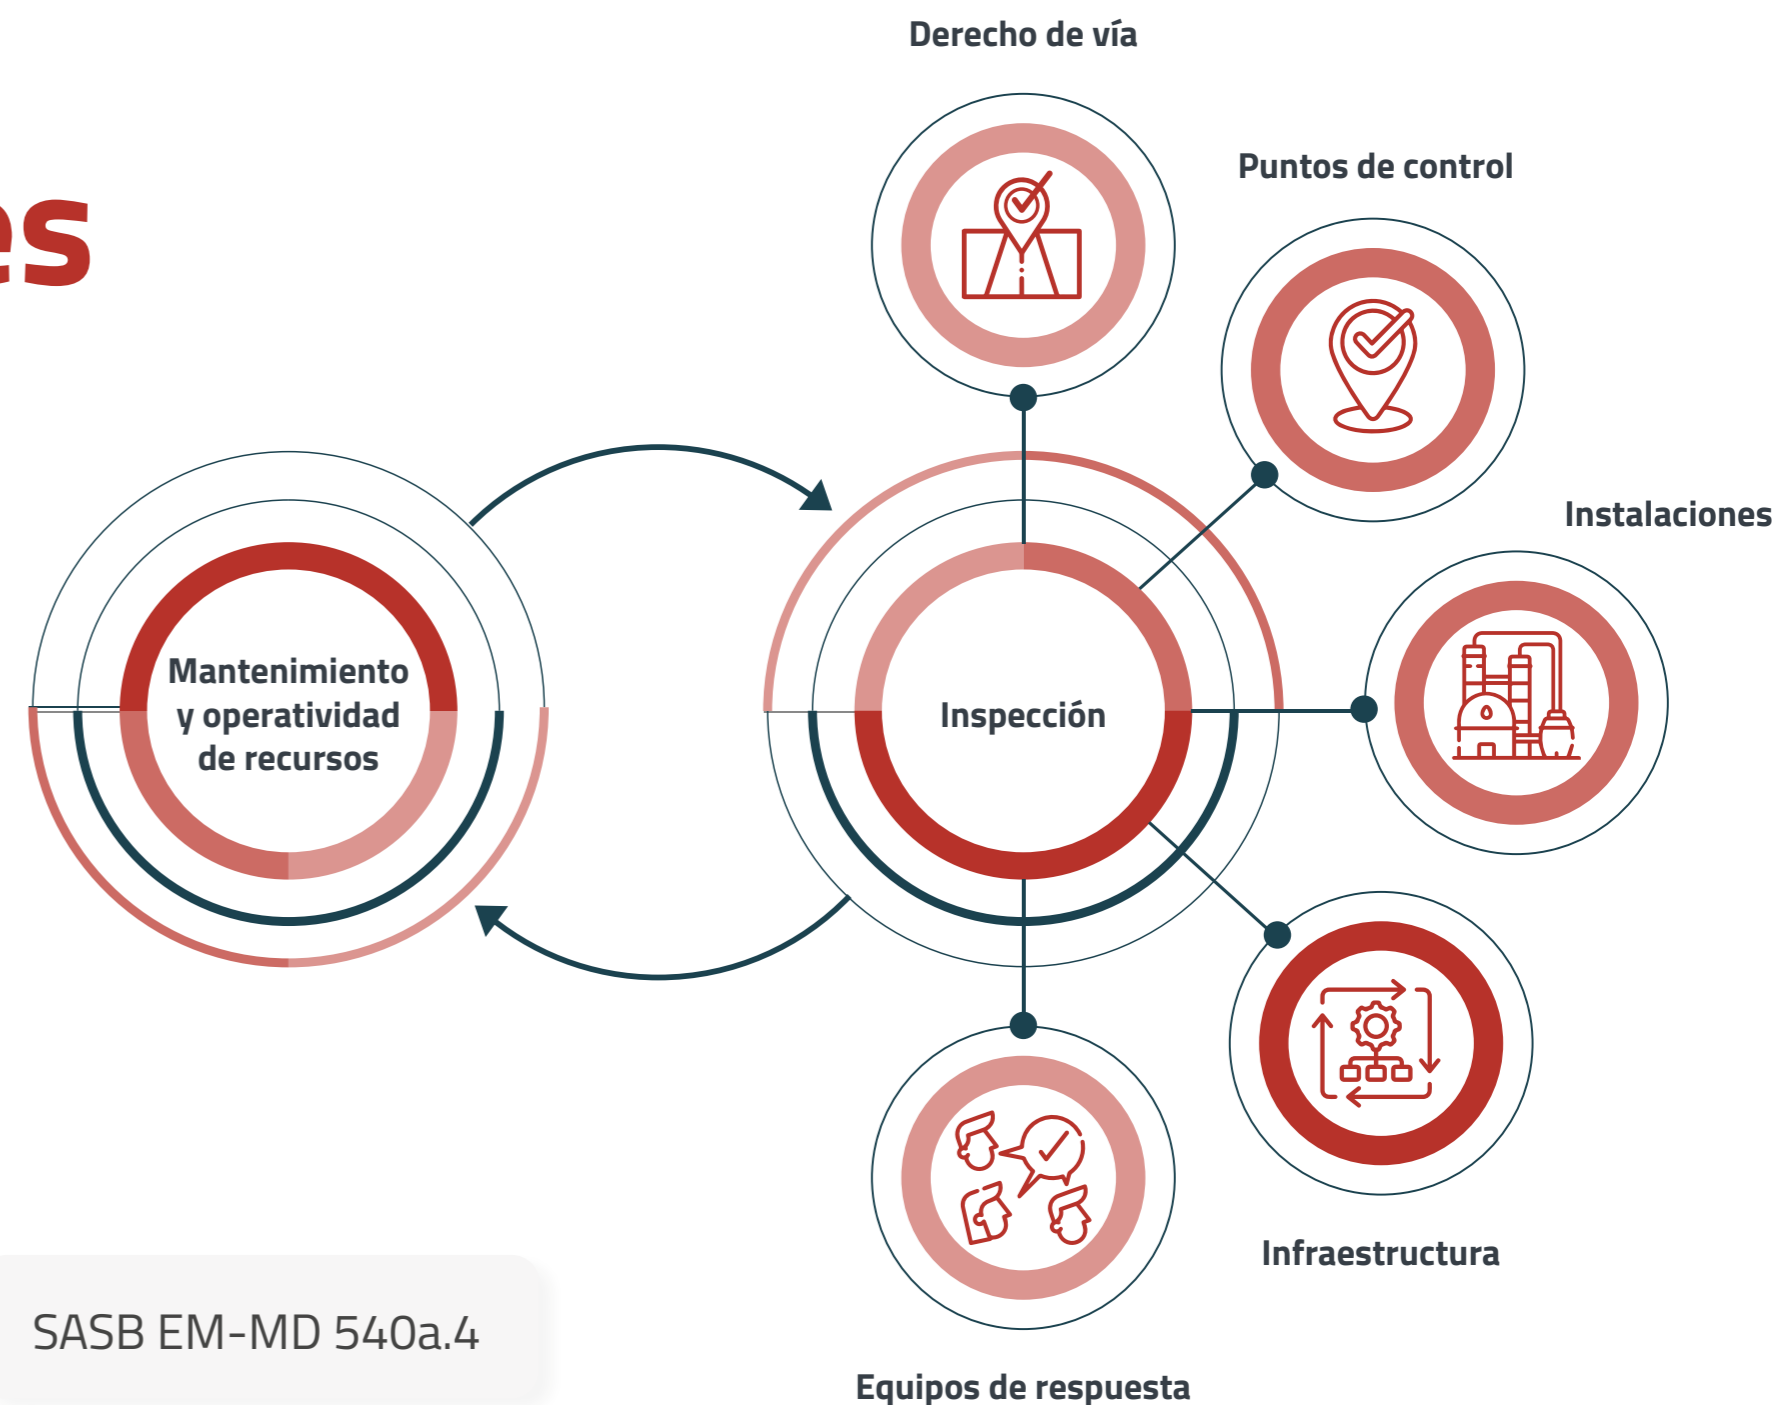 Derecho de vía
Puntos de control
es
Instalaciones
Mantenimiento
y operatividad
de recursos
Inspección
Infraestructura
SASB EM-MD 540a.4
Equipos de respuesta